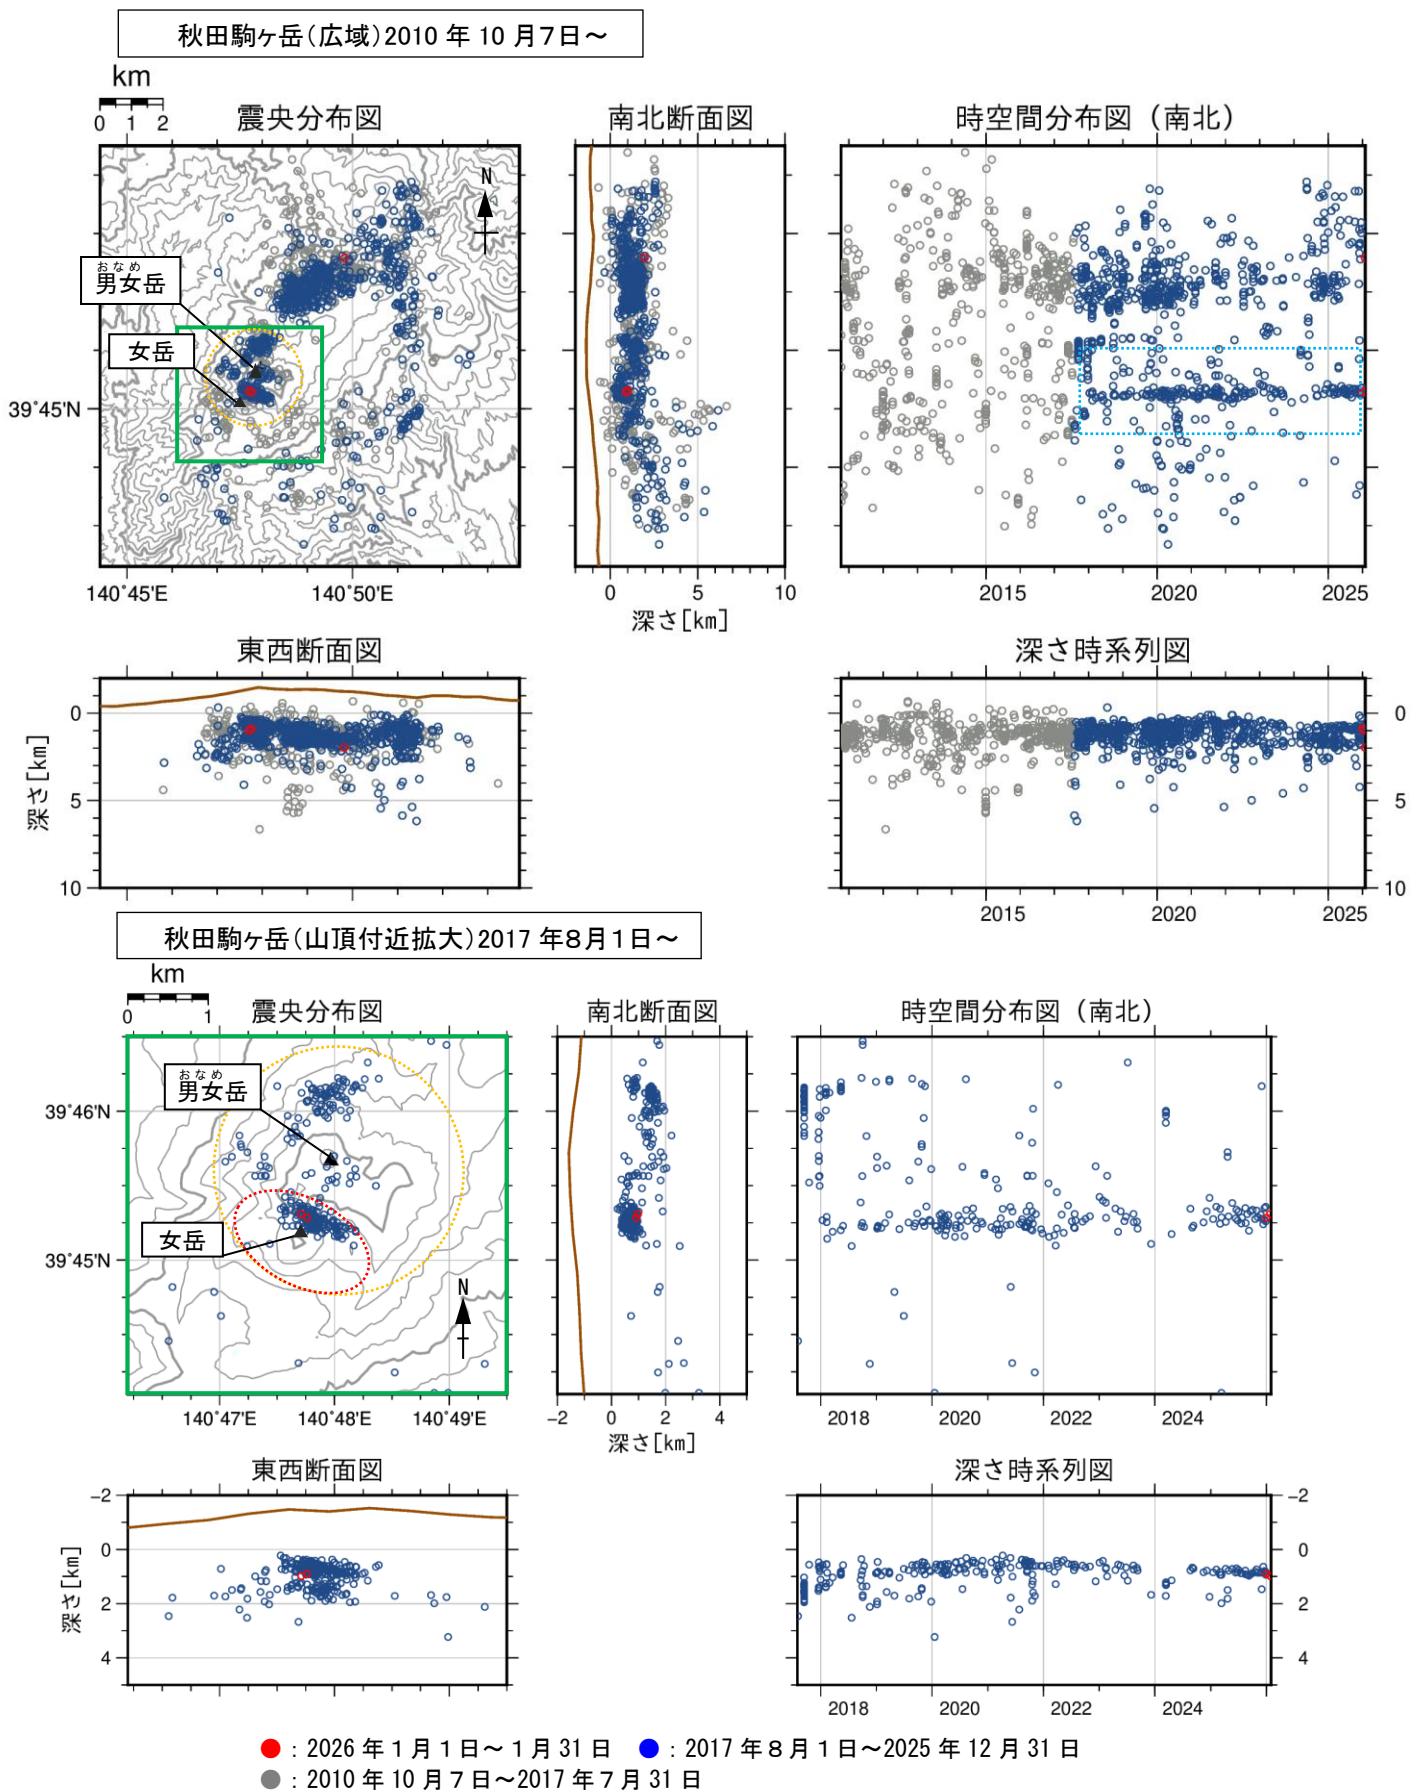 秋田駒ヶ岳（広域）2010 年 10 月７日～
km
0 1 2
震央分布図
南北断面図
時空間分布図（南北）
N
おなめ
男女岳
女岳
39°45'N
140°45'E 140°50'E
0 5 10
深さ[km]
2015 2020 2025
東西断面図
深さ時系列図
深さ[km]
0
5
10
0
5
10
2015 2020 2025
秋田駒ヶ岳（山頂付近拡大）2017 年８月１日～
km
0 1
震央分布図
南北断面図
時空間分布図（南北）
おなめ
男女岳
女岳
N
39°46'N
39°45'N
140°47'E 140°48'E 140°49'E
-2 0 2 4
深さ[km]
2018 2020 2022 2024
東西断面図
深さ時系列図
深さ[km]
-2
0
2
4
-2
0
2
4
2018 2020 2022 2024
：2026 年 １月 １日～ １月 31 日 ：2017 年 ８月 １日～2025 年 12 月 31 日
：2010 年 10 月 ７日～2017 年 ７月 31 日